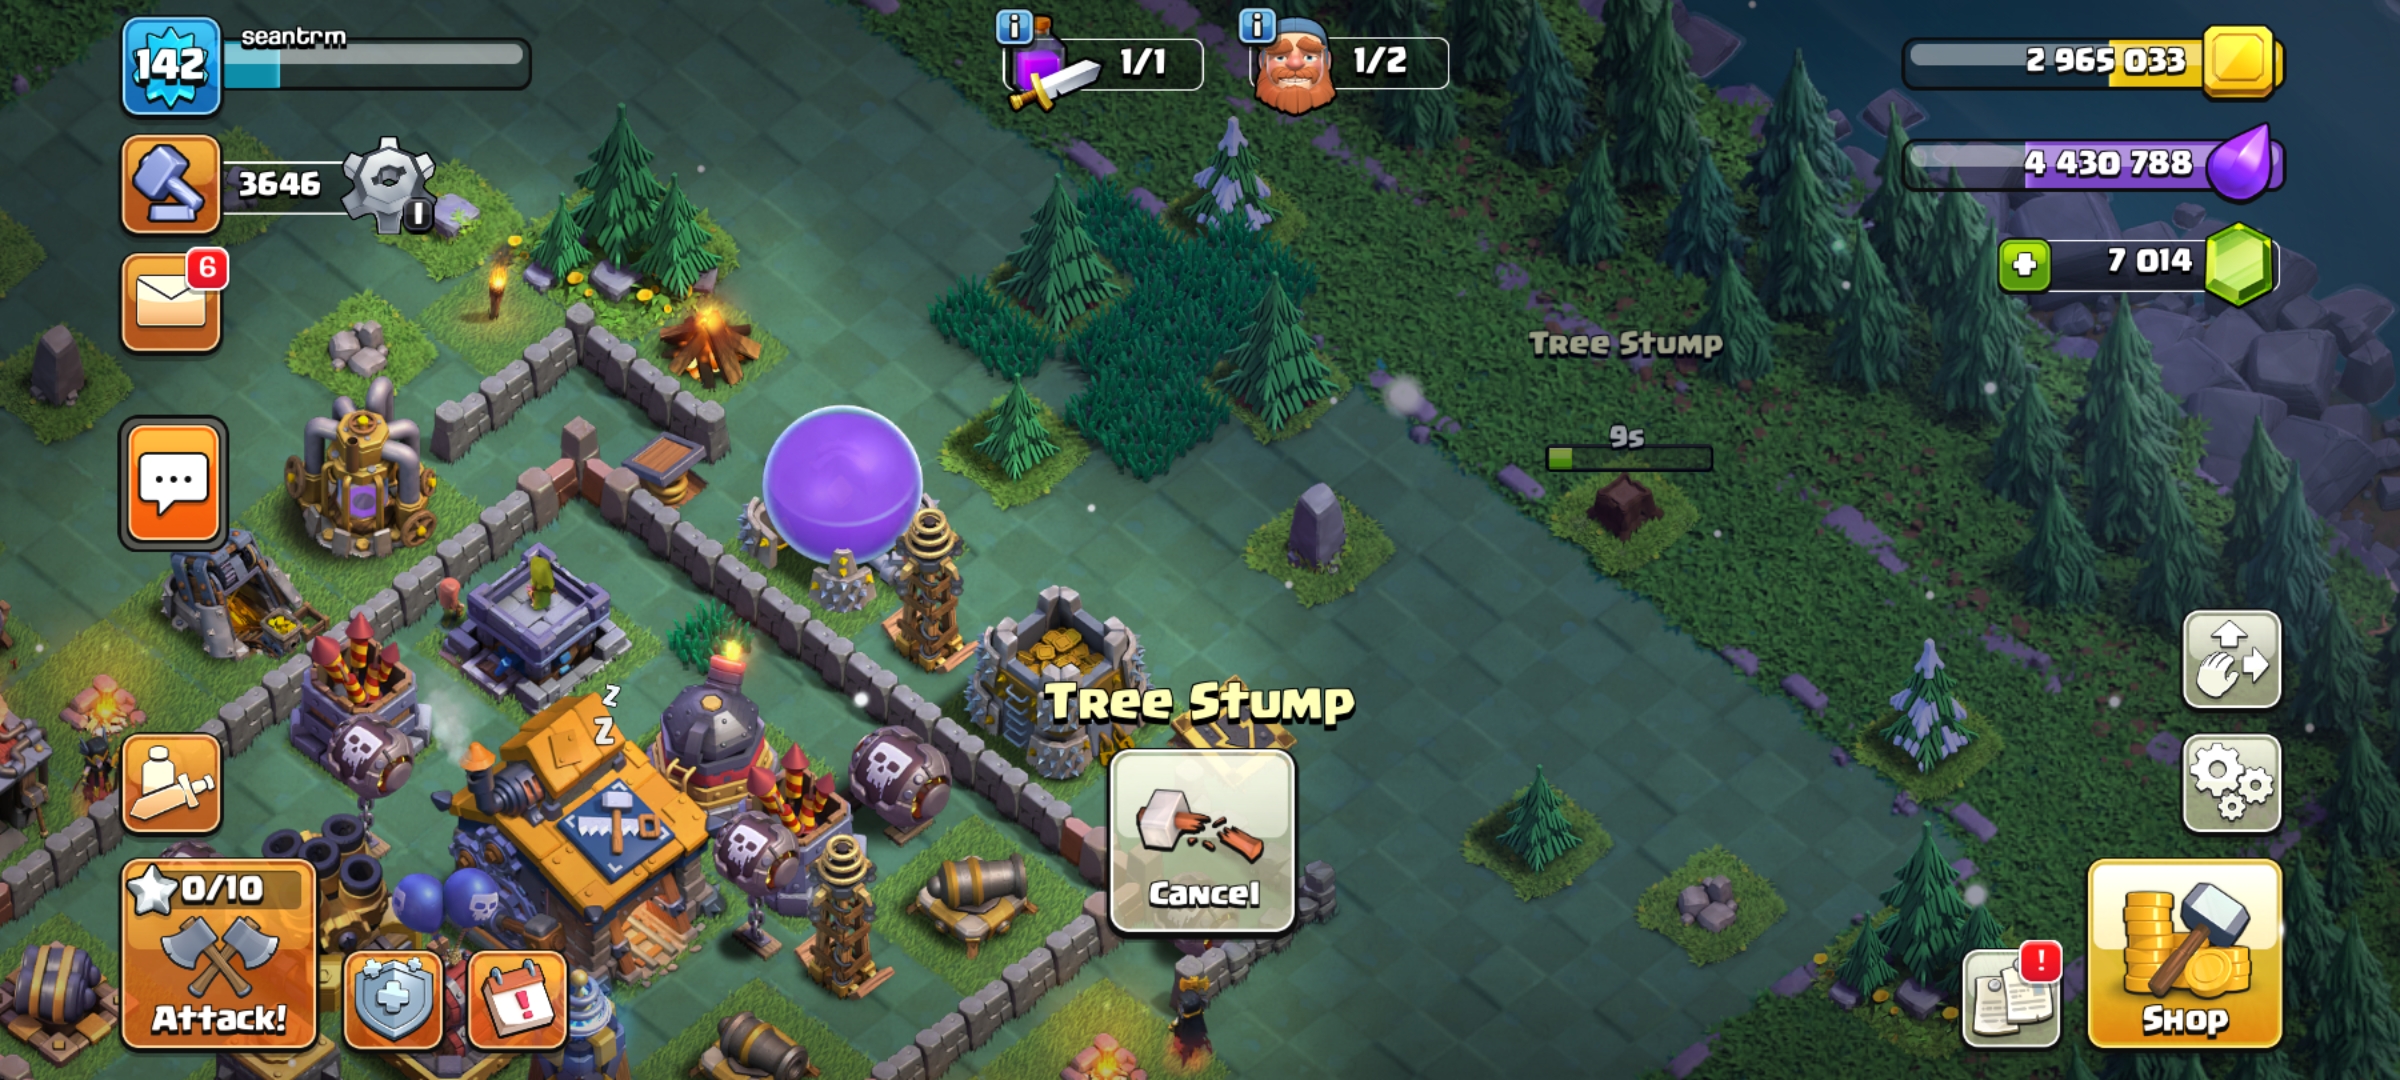 142
seantrm
1/1
1/2
2 965 033
3646
I
4 430 788
6
7 014
Tree Stump
9s
z
z
Tree Stump
Cancel
0/10
Attack!
!
Shop